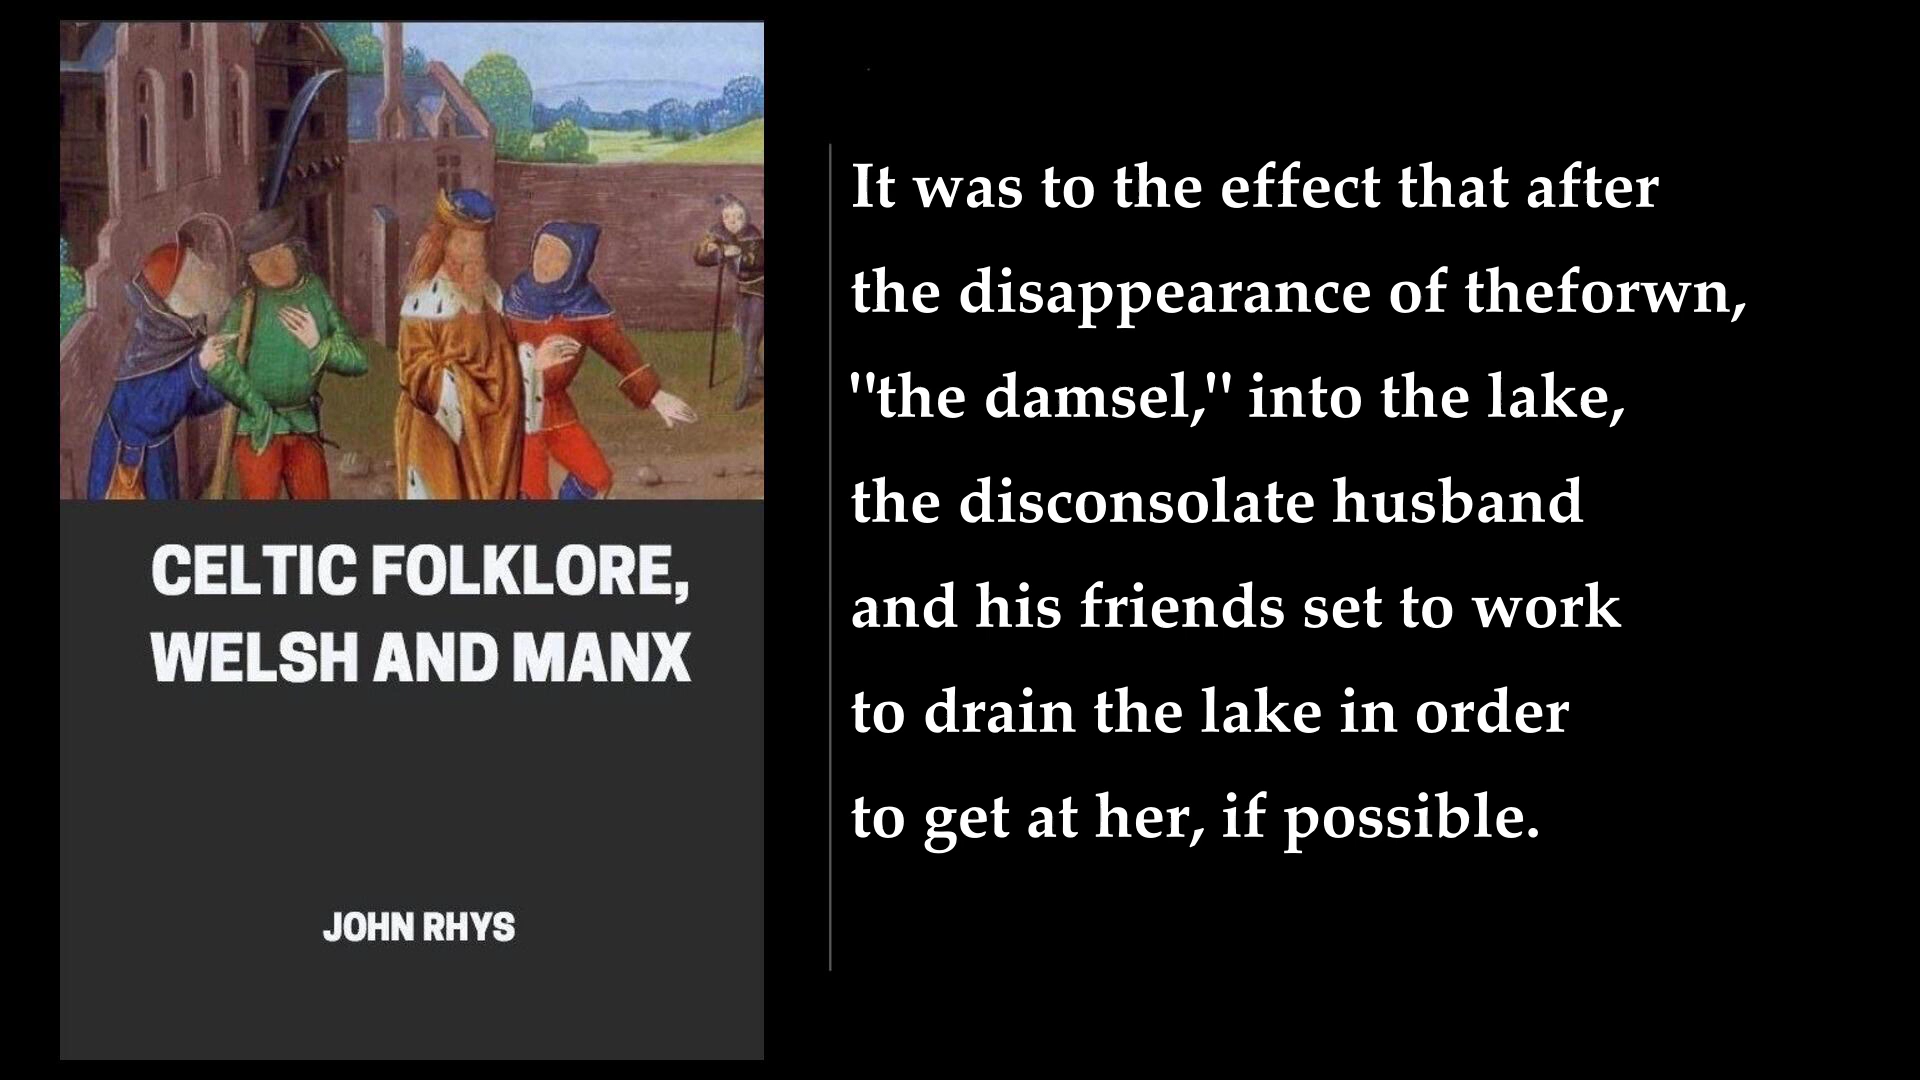 CELTIC FOLKLORE,
WELSH AND MANX
JOHN RHYS
It was to the effect that after
the disappearance of theforwn,
"the damsel," into the lake,
the disconsolate husband
and his friends set to work
to drain the lake in order
to get at her, if possible.